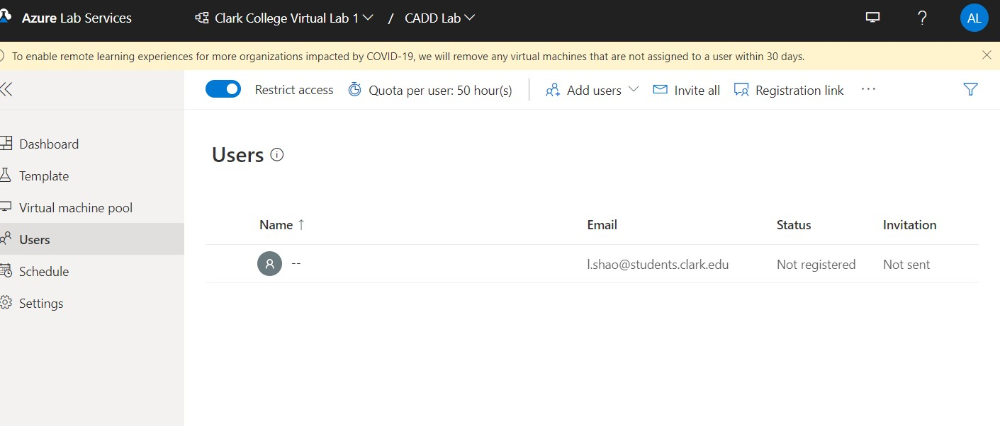 Azure Lab Services Clark College Virtual Lab 1 / CADD Lab ? AL
To enable remote learning experiences for more organizations impacted by COVID-19, we will remove any virtual machines that are not assigned to a user within 30 days.
Restrict access Quota per user: 50 hour(s) Add users Invite all Registration link ...
Dashboard
Template
Virtual machine pool
Users
Schedule
Settings
Users
Name ↑ Email Status Invitation
-- l.shao@students.clark.edu Not registered Not sent